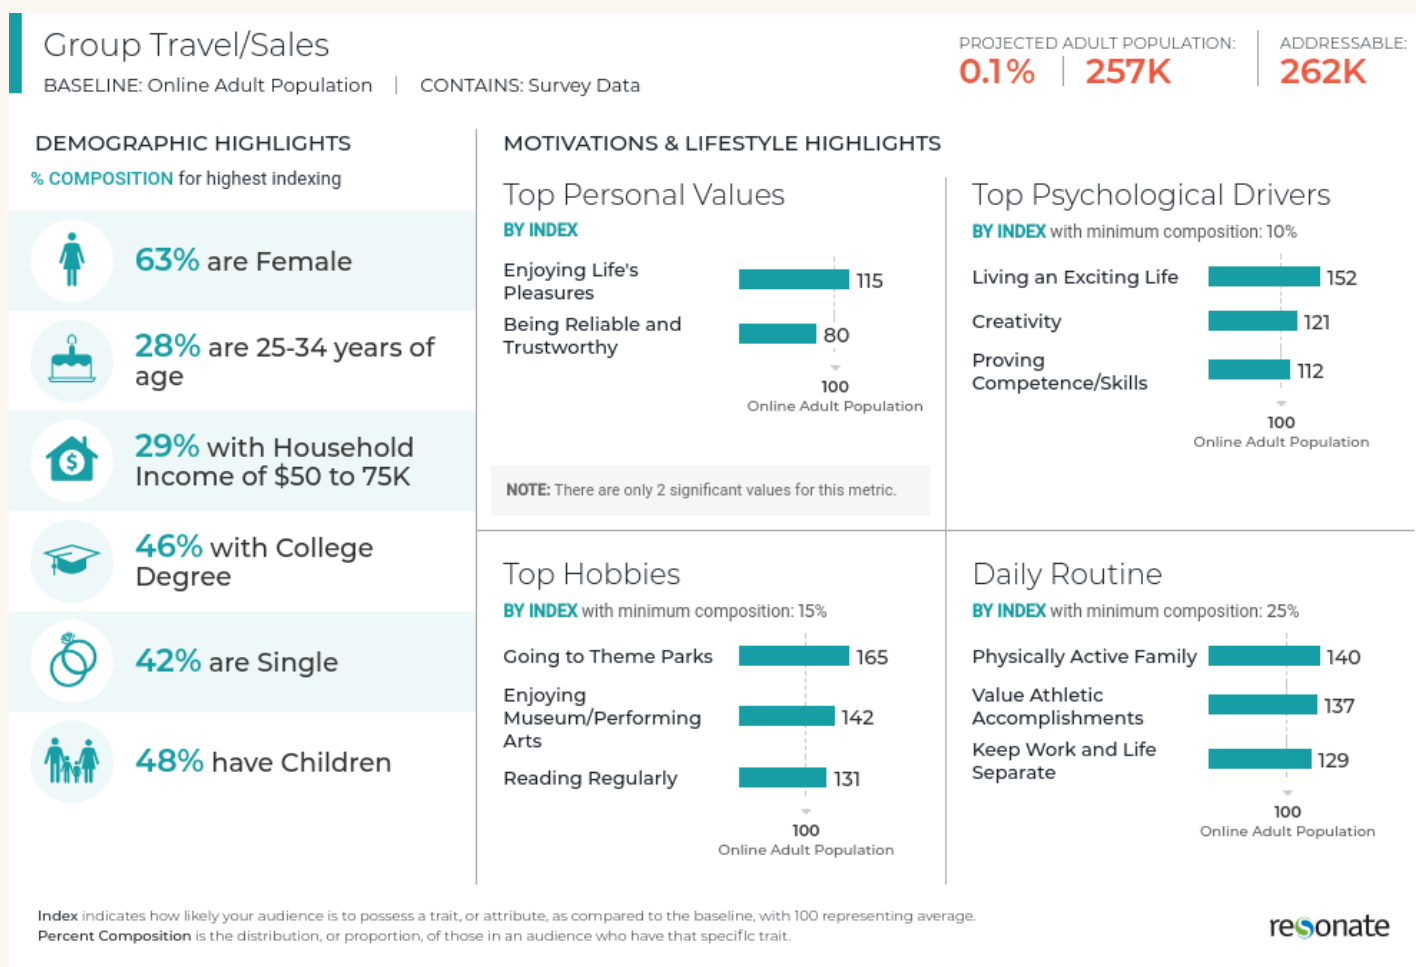 Group Travel/Sales
BASELINE: Online Adult Population | CONTAINS: Survey Data
PROJECTED ADULT POPULATION:
0.1% | 257K
ADDRESSABLE:
262K
DEMOGRAPHIC HIGHLIGHTS
% COMPOSITION for highest indexing
63% are Female
28% are 25-34 years of
age
29% with Household
Income of $50 to 75K
46% with College
Degree
42% are Single
48% have Children
MOTIVATIONS & LIFESTYLE HIGHLIGHTS
Top Personal Values
BY INDEX
Enjoying Life's
Pleasures
115
Being Reliable and
Trustworthy
80
100
Online Adult Population
NOTE: There are only 2 significant values for this metric.
Top Psychological Drivers
BY INDEX with minimum composition: 10%
Living an Exciting Life 152
Creativity 121
Proving
Competence/Skills
112
100
Online Adult Population
Top Hobbies
BY INDEX with minimum composition: 15%
Going to Theme Parks 165
Enjoying
Museum/Performing
Arts
142
Reading Regularly 131
100
Online Adult Population
Daily Routine
BY INDEX with minimum composition: 25%
Physically Active Family 140
Value Athletic
Accomplishments
137
Keep Work and Life
Separate
129
100
Online Adult Population
Index indicates how likely your audience is to possess a trait, or attribute, as compared to the baseline, with 100 representing average.
Percent Composition is the distribution, or proportion, of those in an audience who have that specific trait.
resonate